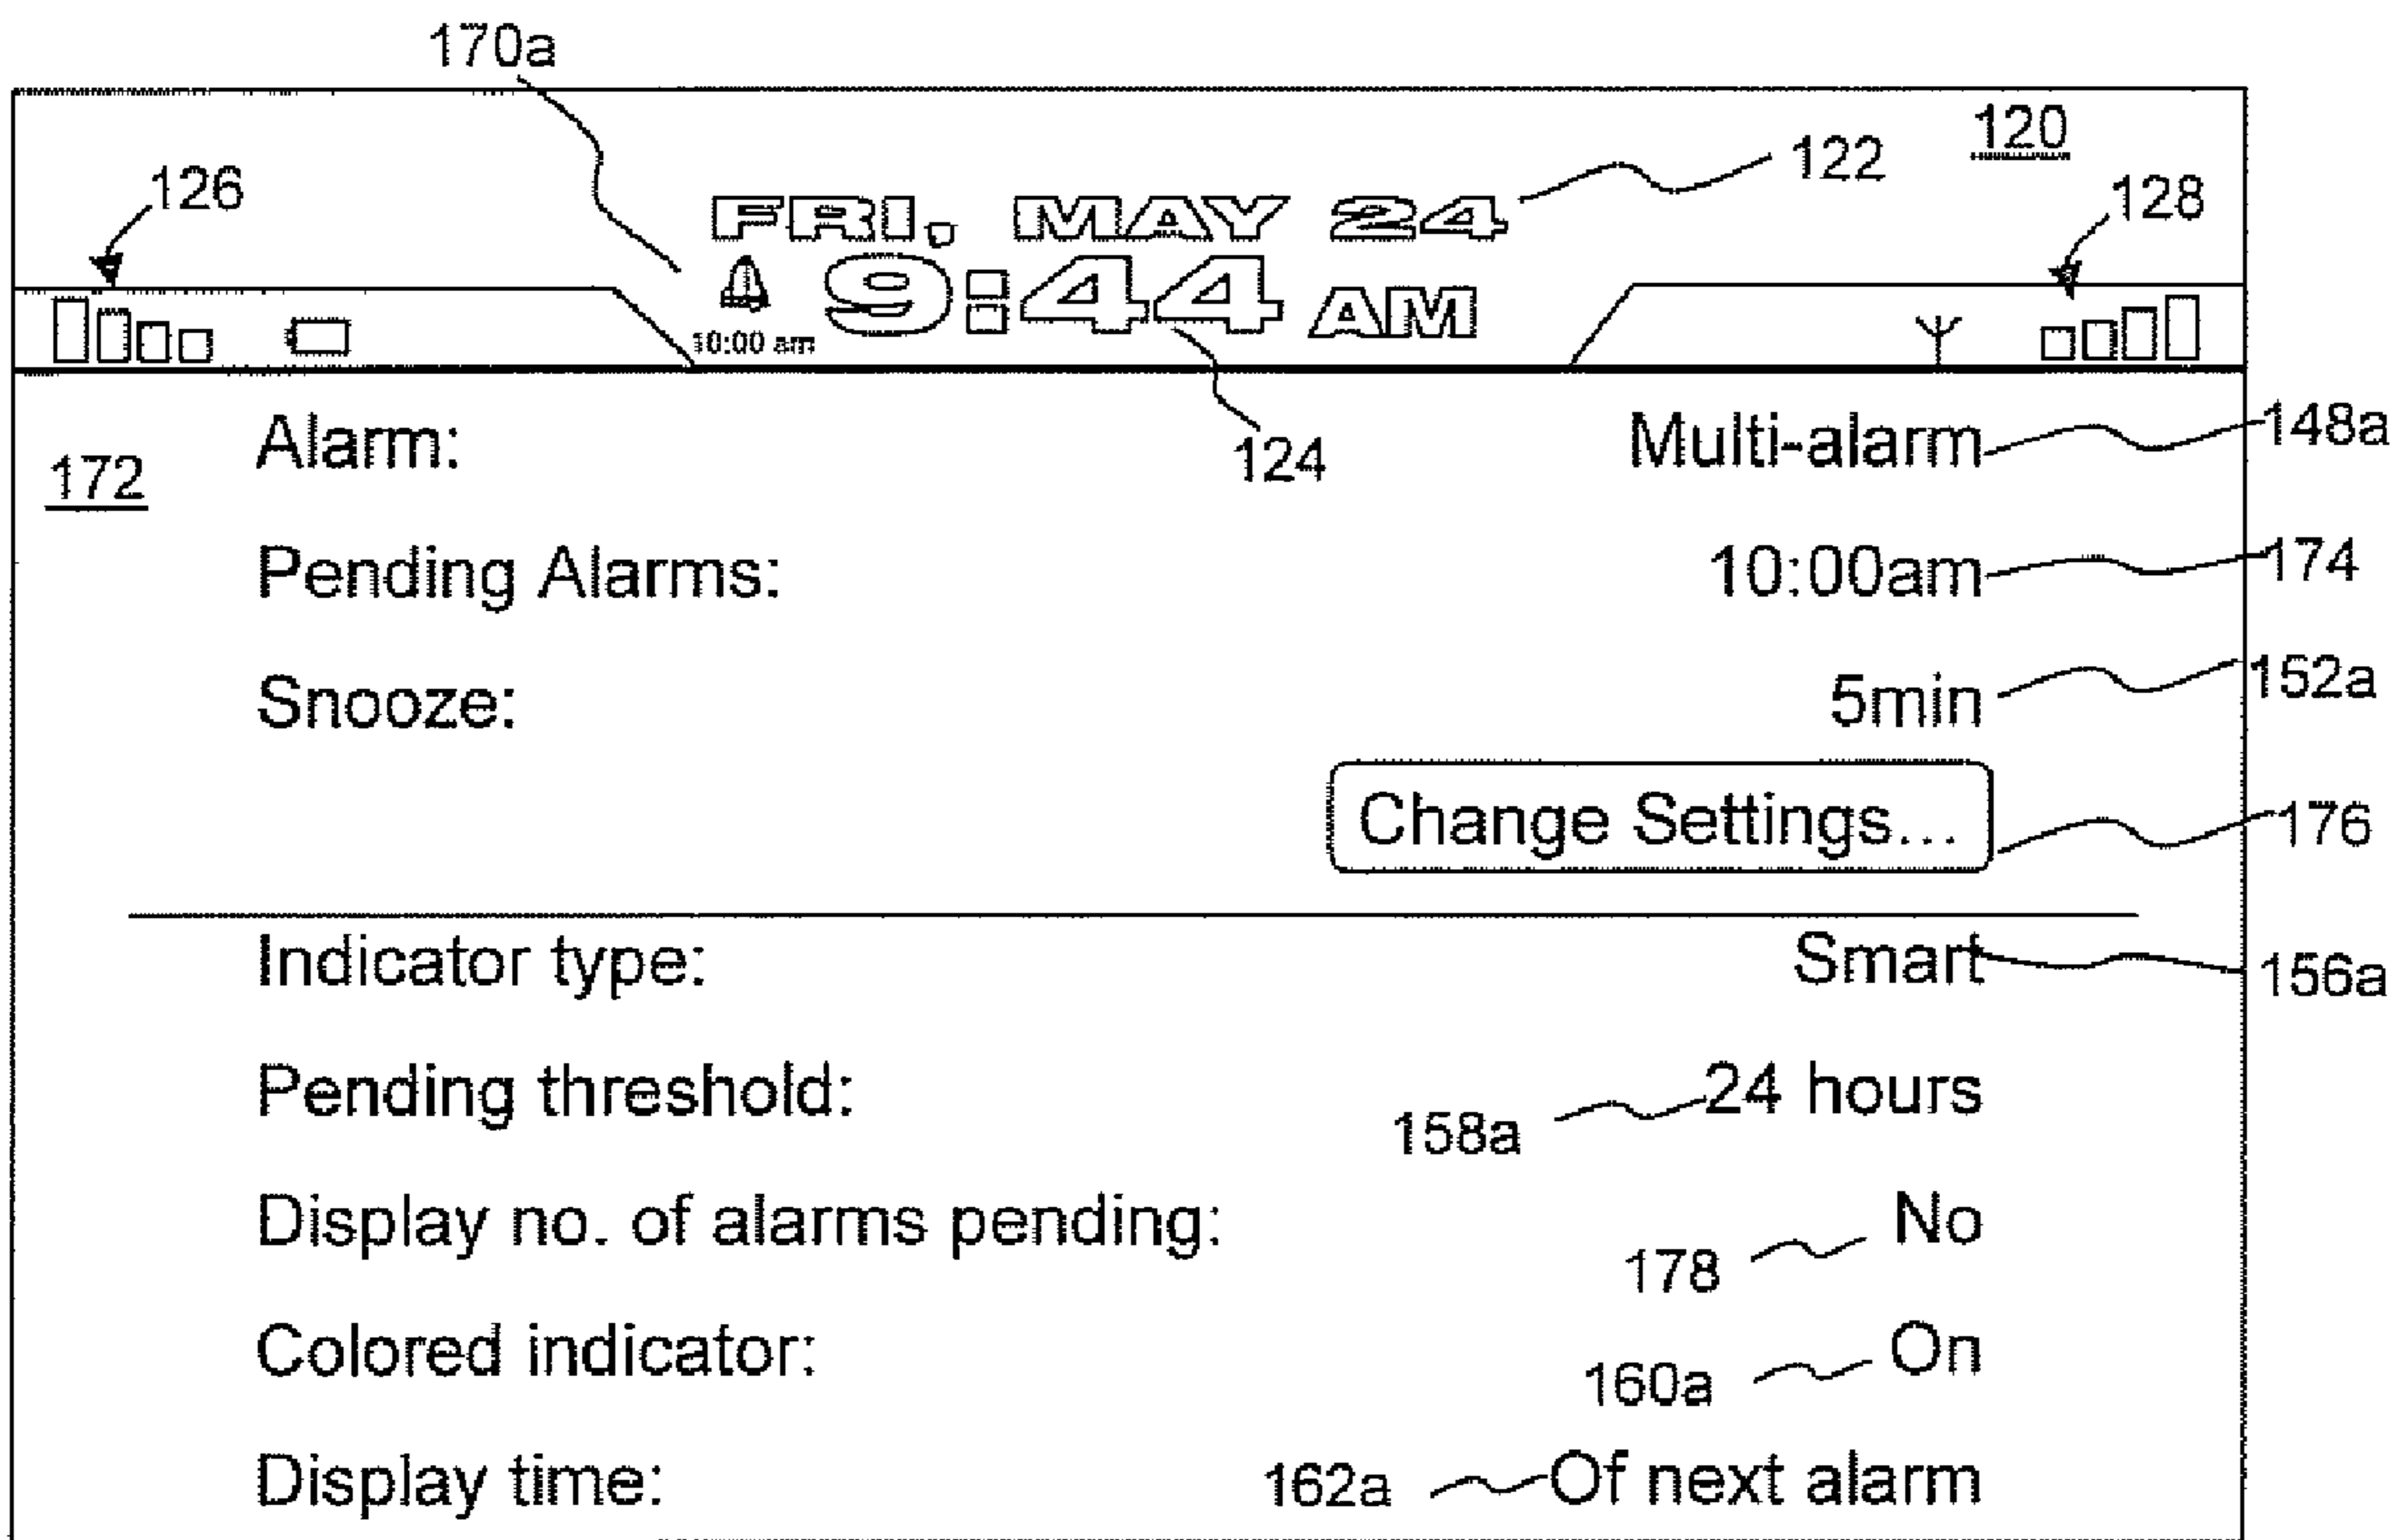 170a
120
122
126
128
FRI, MAY 24
9:44 AM
10:00 am
124
172
Alarm: Multi-alarm 148a
Pending Alarms: 10:00am 174
Snooze: 5min 152a
Change Settings... 176
Indicator type: Smart 156a
Pending threshold: 158a 24 hours
Display no. of alarms pending: 178 No
Colored indicator: 160a On
Display time: 162a Of next alarm